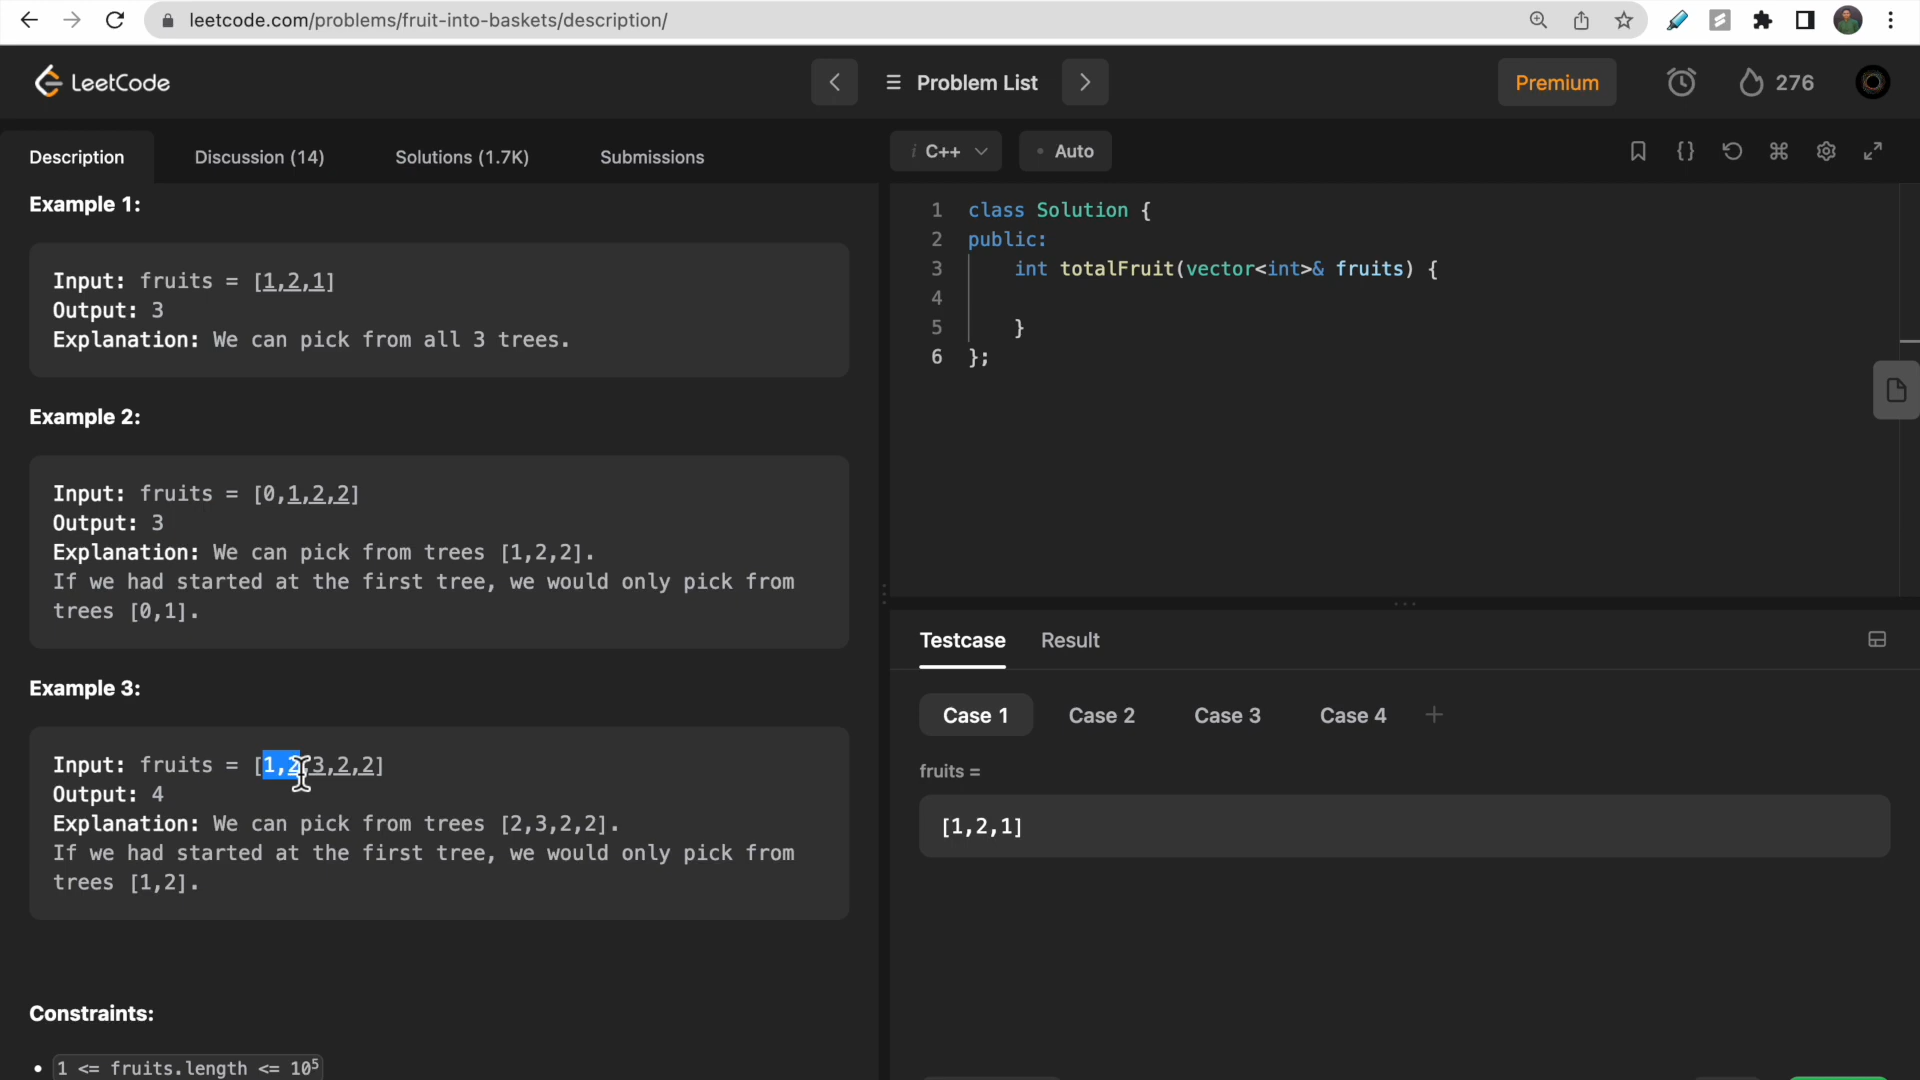 leetcode.com/problems/fruit-into-baskets/description/
LeetCode
Problem List
Premium
276
Description
Discussion (14)
Solutions (1.7K)
Submissions
Example 1:
Input: fruits = [1,2,1]
Output: 3
Explanation: We can pick from all 3 trees.
Example 2:
Input: fruits = [0,1,2,2]
Output: 3
Explanation: We can pick from trees [1,2,2].
If we had started at the first tree, we would only pick from
trees [0,1].
Example 3:
Input: fruits = [1,2,3,2,2]
Output: 4
Explanation: We can pick from trees [2,3,2,2].
If we had started at the first tree, we would only pick from
trees [1,2].
Constraints:
• 1 <= fruits.length <= 10⁵
i C++
• Auto
1 class Solution {
2 public:
3 int totalFruit(vector<int>& fruits) {
4
5 }
6 };
Testcase
Result
Case 1
Case 2
Case 3
Case 4
+
fruits =
[1,2,1]